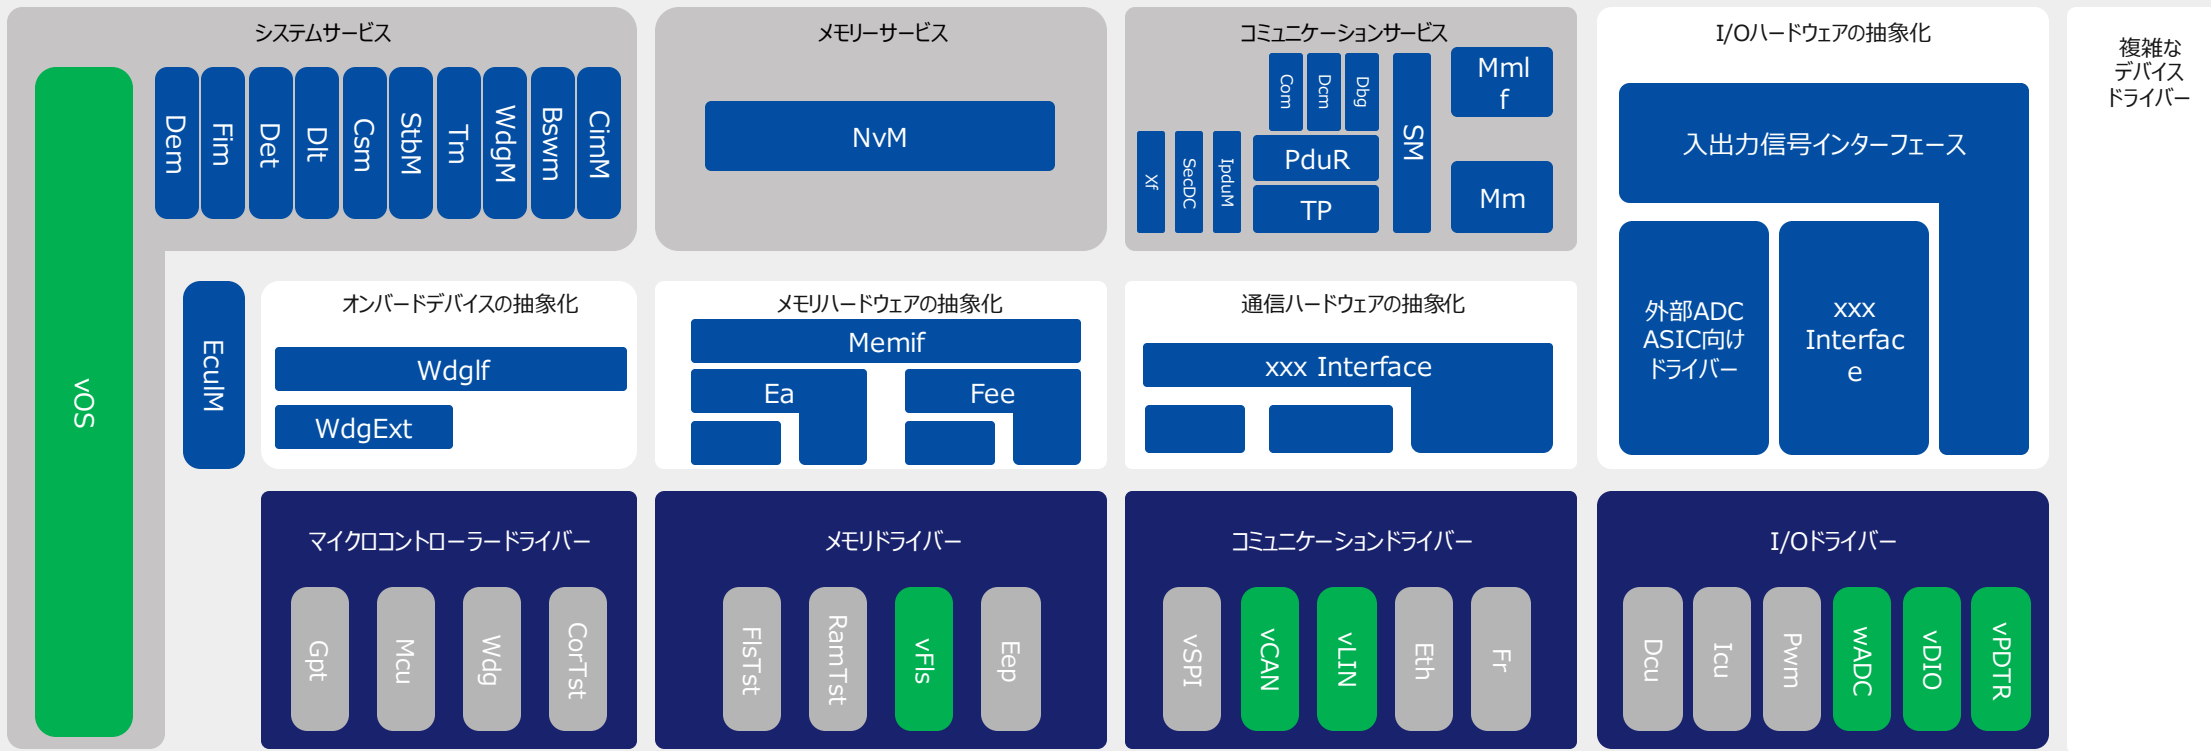 システムサービス
vOS
Dem
Fim
Det
Dlt
Csm
StbM
Tm
WdgM
Bswm
CimM
メモリーサービス
NvM
コミュニケーションサービス
Com
Dcm
Dbg
SM
Mml
f
Xf
SecDC
IpduM
PduR
TP
Mm
I/Oハードウェアの抽象化
入出力信号インターフェース
外部ADC
ASIC向け
ドライバー
xxx
Interfac
e
複雑な
デバイス
ドライバー
EculM
オンバードデバイスの抽象化
Wdglf
WdgExt
メモリハードウェアの抽象化
Memif
Ea
Fee
通信ハードウェアの抽象化
xxx Interface
マイクロコントローラードライバー
Gpt
Mcu
Wdg
CorTst
メモリドライバー
FlsTst
RamTst
vFls
Eep
コミュニケーションドライバー
vSPI
vCAN
vLIN
Eth
Fr
I/Oドライバー
Dcu
Icu
Pwm
wADC
vDIO
vPDTR